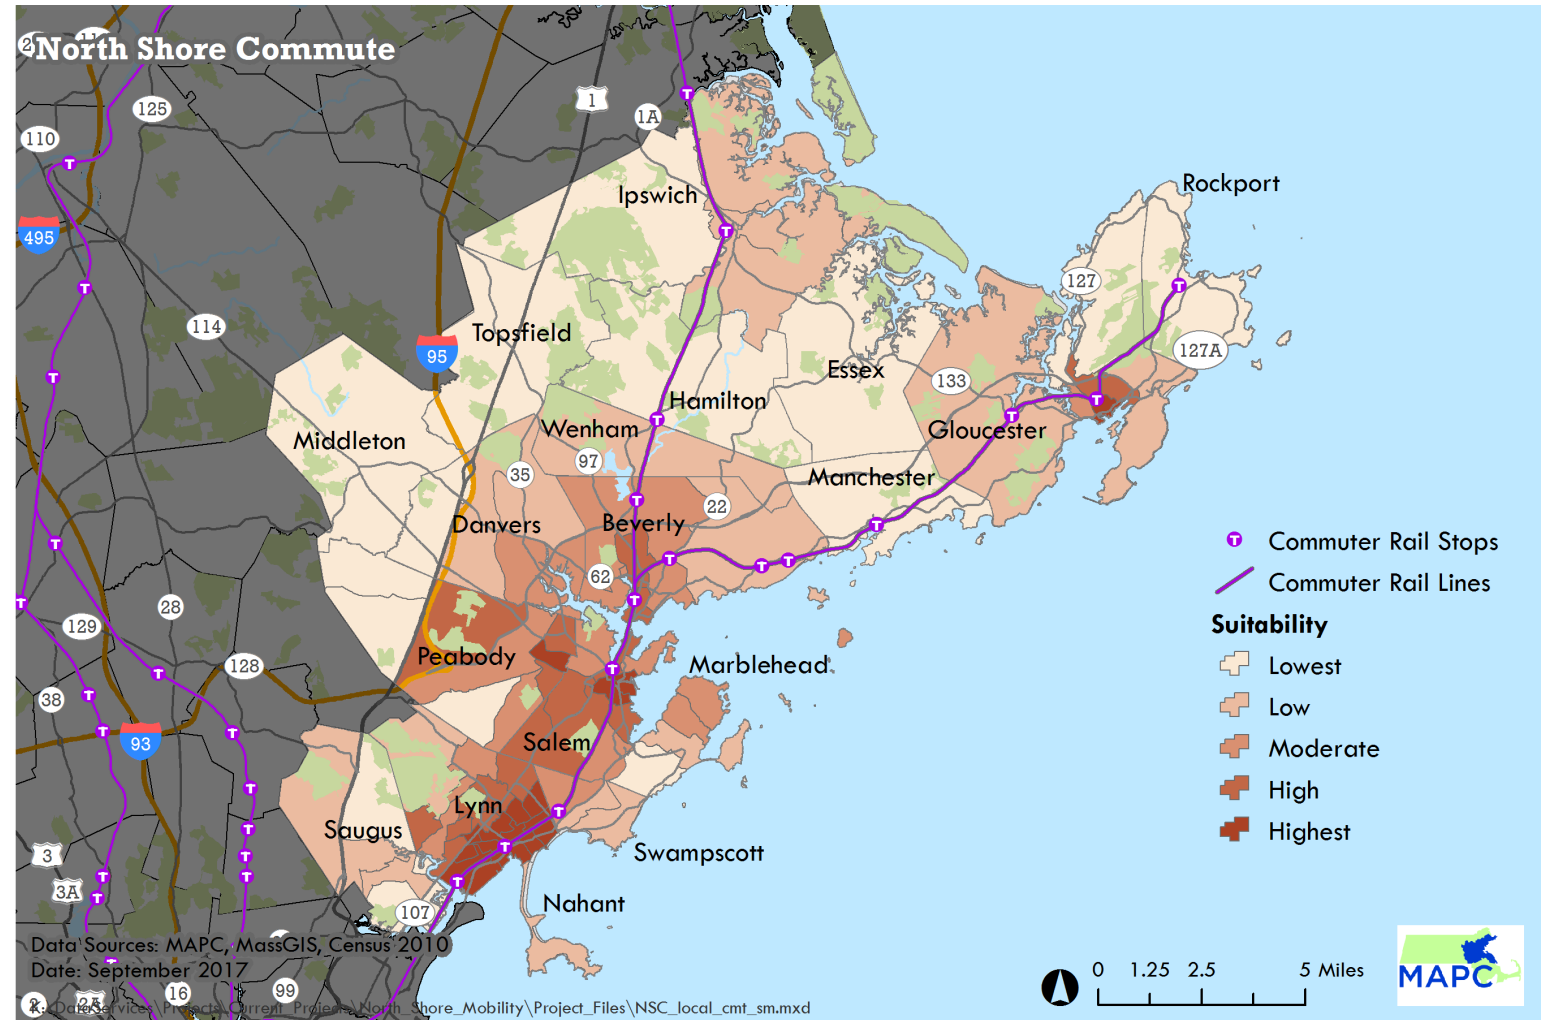 North Shore Commute
125
1
1A
110
495
114
95
Ipswich
Rockport
127
127A
Topsfield
Essex
133
Hamilton
Gloucester
Middleton
Wenham
97
35
Manchester
22
Danvers
Beverly
62
28
129
128
Peabody
Marblehead
38
93
Salem
Lynn
Saugus
Swampscott
3
3A
107
Nahant
16
99
T Commuter Rail Stops
Commuter Rail Lines
Suitability
Lowest
Low
Moderate
High
Highest
Data Sources: MAPC, MassGIS, Census 2010
Date: September 2017
K:\DataServices\Projects\Current_Projects\North_Shore_Mobility\Project_Files\NSC_local_cmt_sm.mxd
0 1.25 2.5 5 Miles
MAPC